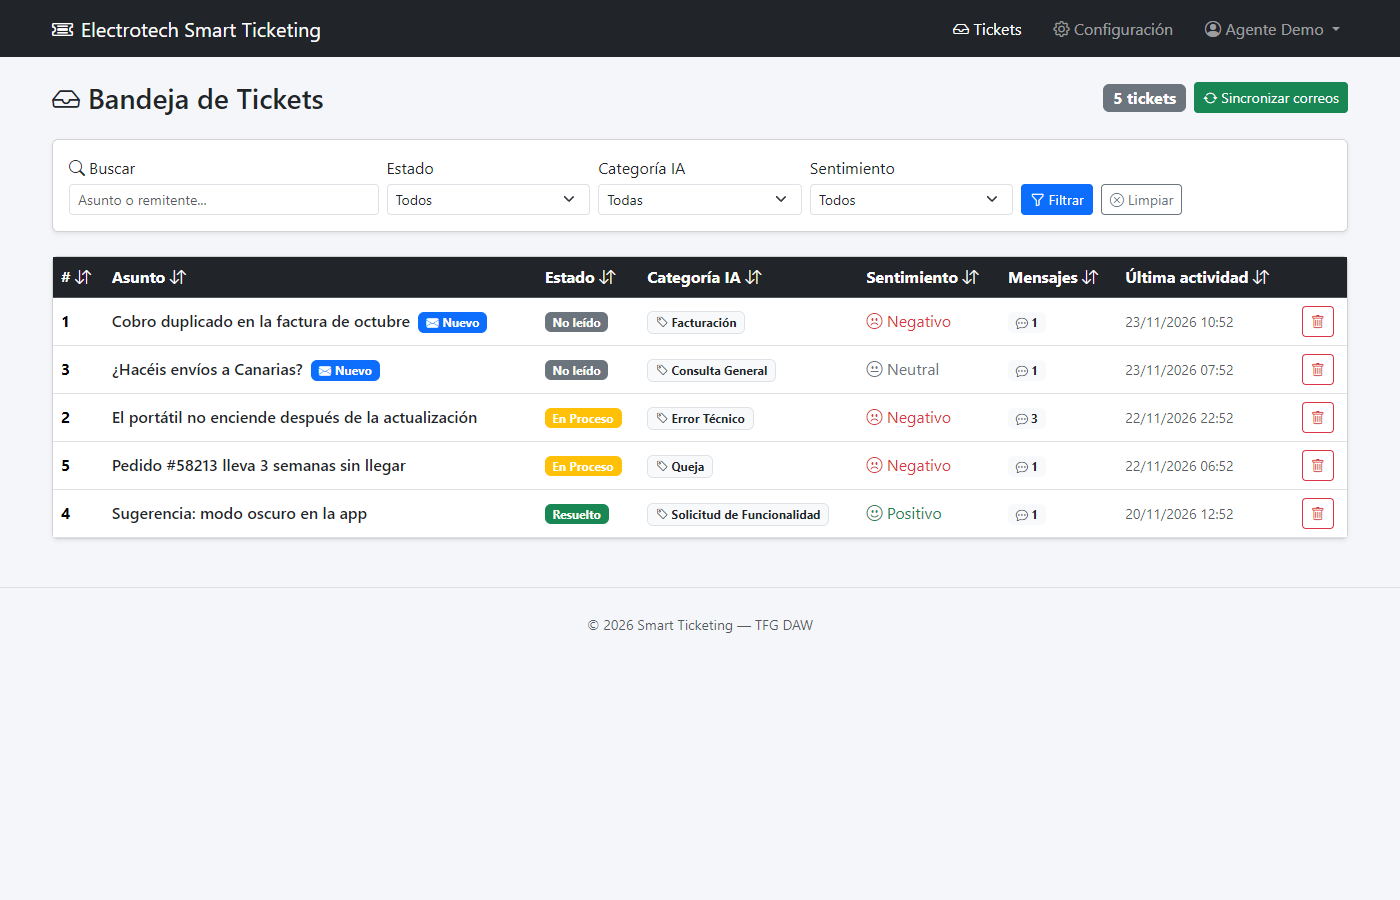 Electrotech Smart Ticketing
Tickets
Configuración
Agente Demo
Bandeja de Tickets
5 tickets
Sincronizar correos
Buscar
Estado
Categoría IA
Sentimiento
Asunto o remitente...
Todos
Todas
Todos
Filtrar
Limpiar
# Asunto Estado Categoría IA Sentimiento Mensajes Última actividad
1 Cobro duplicado en la factura de octubre Nuevo No leído Facturación Negativo 1 23/11/2026 10:52
3 ¿Hacéis envíos a Canarias? Nuevo No leído Consulta General Neutral 1 23/11/2026 07:52
2 El portátil no enciende después de la actualización En Proceso Error Técnico Negativo 3 22/11/2026 22:52
5 Pedido #58213 lleva 3 semanas sin llegar En Proceso Queja Negativo 1 22/11/2026 06:52
4 Sugerencia: modo oscuro en la app Resuelto Solicitud de Funcionalidad Positivo 1 20/11/2026 12:52
© 2026 Smart Ticketing — TFG DAW